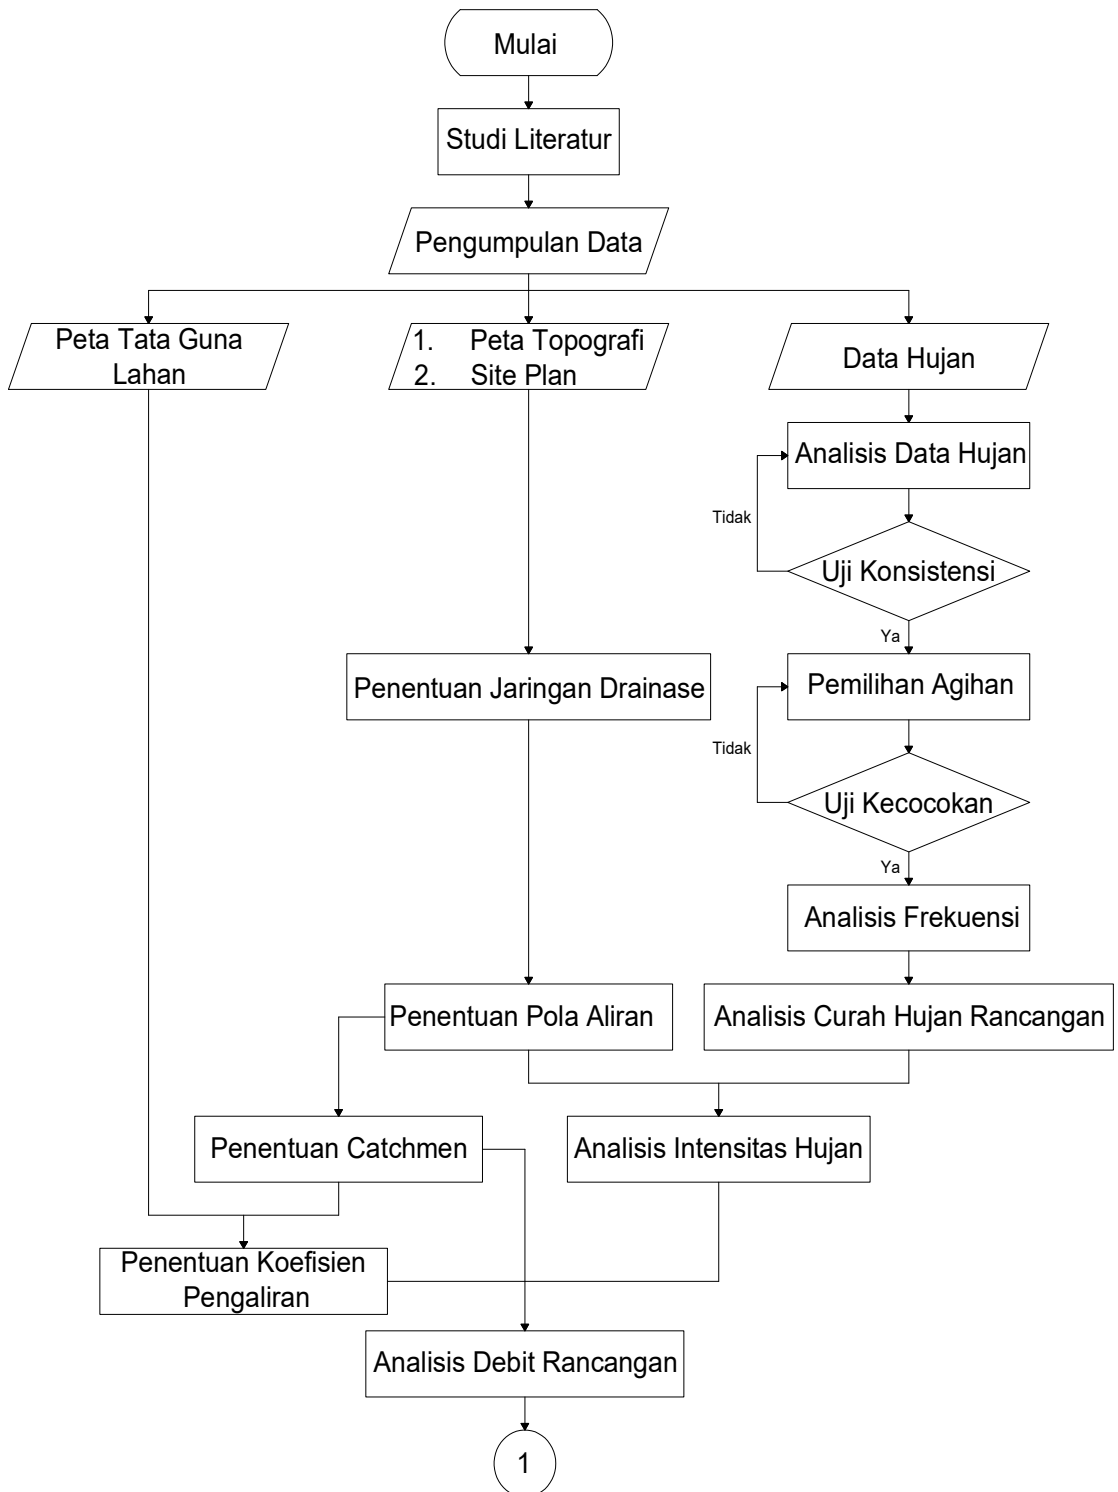 Mulai
Studi Literatur
Pengumpulan Data
Peta Tata Guna
Lahan
1. Peta Topografi
2. Site Plan
Data Hujan
Analisis Data Hujan
Tidak
Uji Konsistensi
Ya
Penentuan Jaringan Drainase
Pemilihan Agihan
Tidak
Uji Kecocokan
Ya
Analisis Frekuensi
Penentuan Pola Aliran
Analisis Curah Hujan Rancangan
Penentuan Catchmen
Analisis Intensitas Hujan
Penentuan Koefisien
Pengaliran
Analisis Debit Rancangan
1